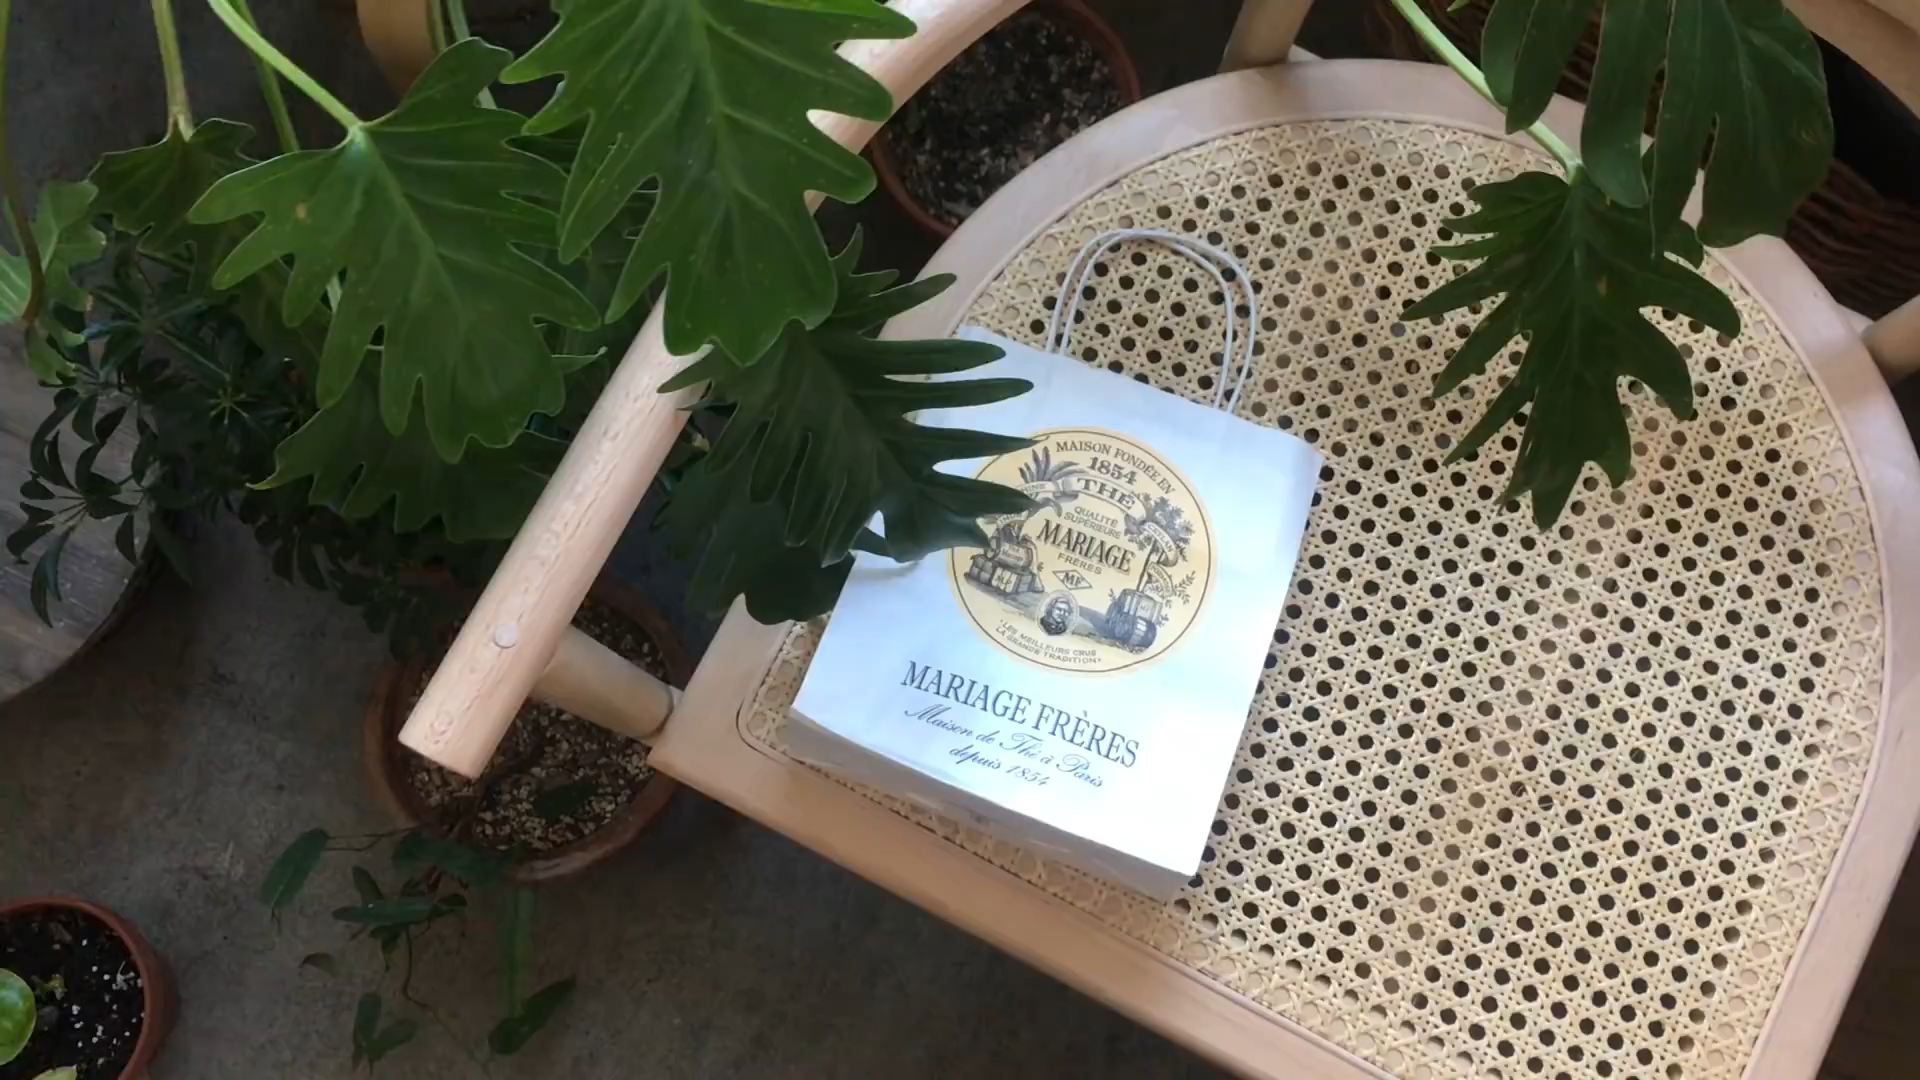 MAISON FONDÉE EN
1854
THÉ
QUALITÉ
SUPÉRIEURE
MARIAGE
FRÈRES
MF
"LES MEILLEURS CRUS
LA GRANDE TRADITION"
MARIAGE FRÈRES
Maison de Thé à Paris
depuis 1854